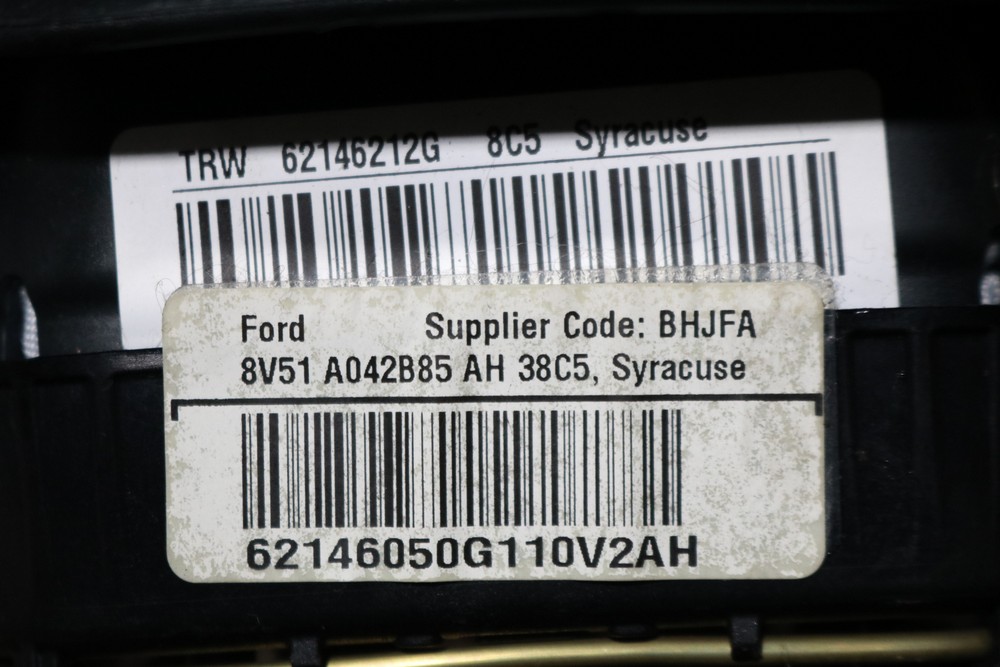 TRW 62146212G 8C5 Syracuse
Ford Supplier Code: BHJFA
8V51 A042B85 AH 38C5, Syracuse
62146050G110V2AH